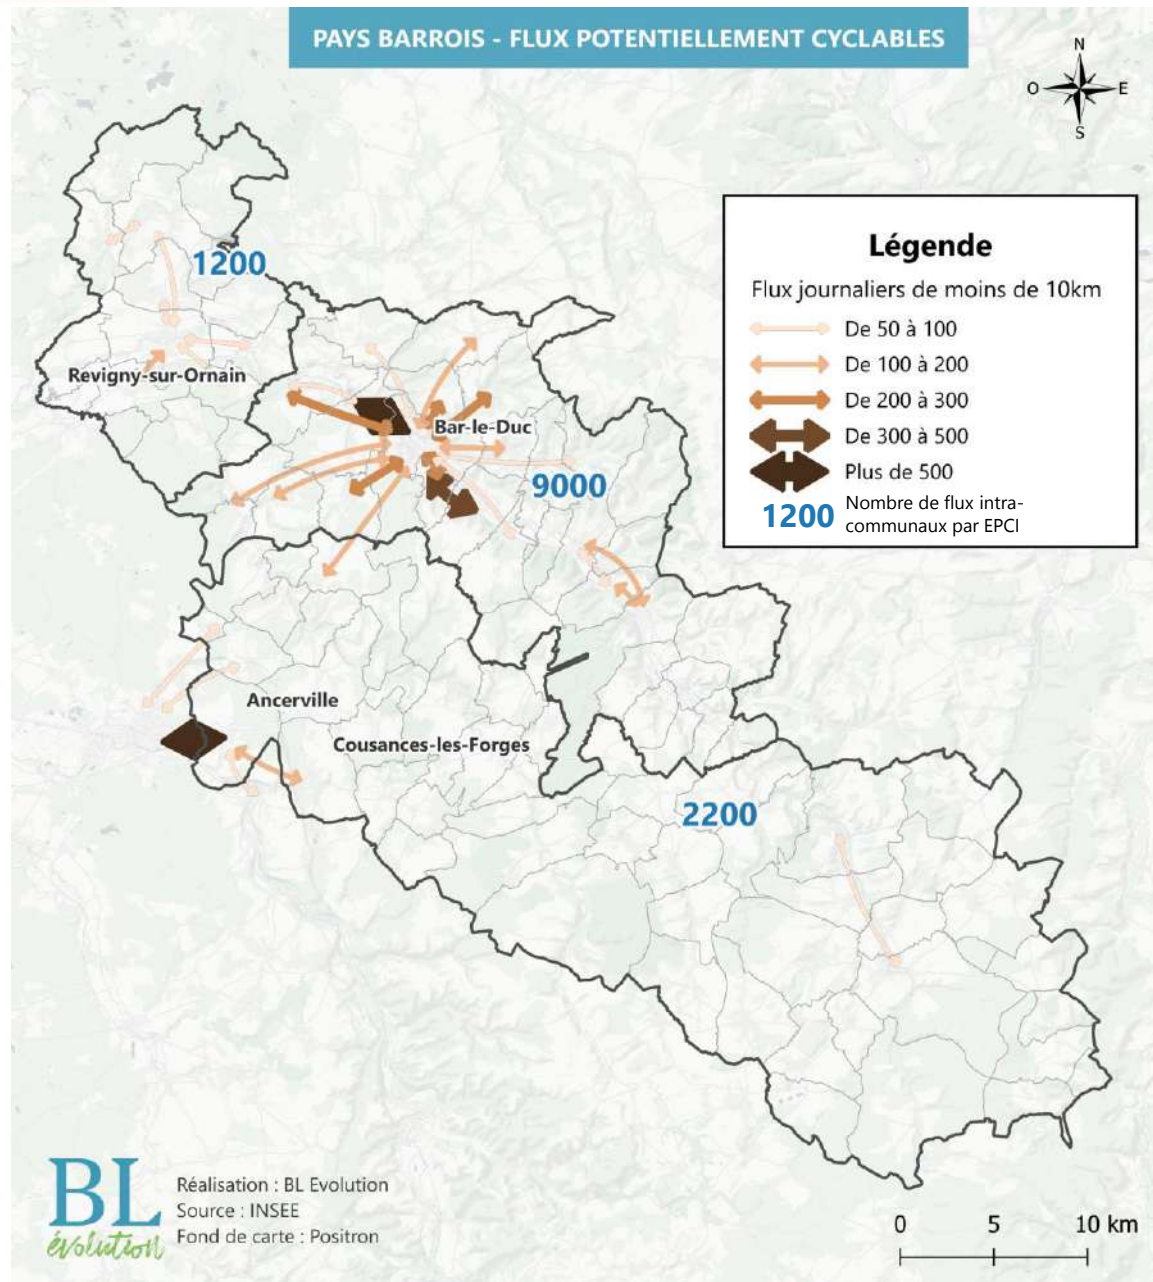 PAYS BARROIS - FLUX POTENTIELLEMENT CYCLABLES
N
O
E
S
Légende
Flux journaliers de moins de 10km
De 50 à 100
De 100 à 200
De 200 à 300
De 300 à 500
Plus de 500
1200
Nombre de flux intra-
communaux par EPCI
1200
Revigny-sur-Ornain
Bar-le-Duc
9000
Ancerville
Cousances-les-Forges
2200
BL
évolution
Réalisation : BL Evolution
Source : INSEE
Fond de carte : Positron
0
5
10 km